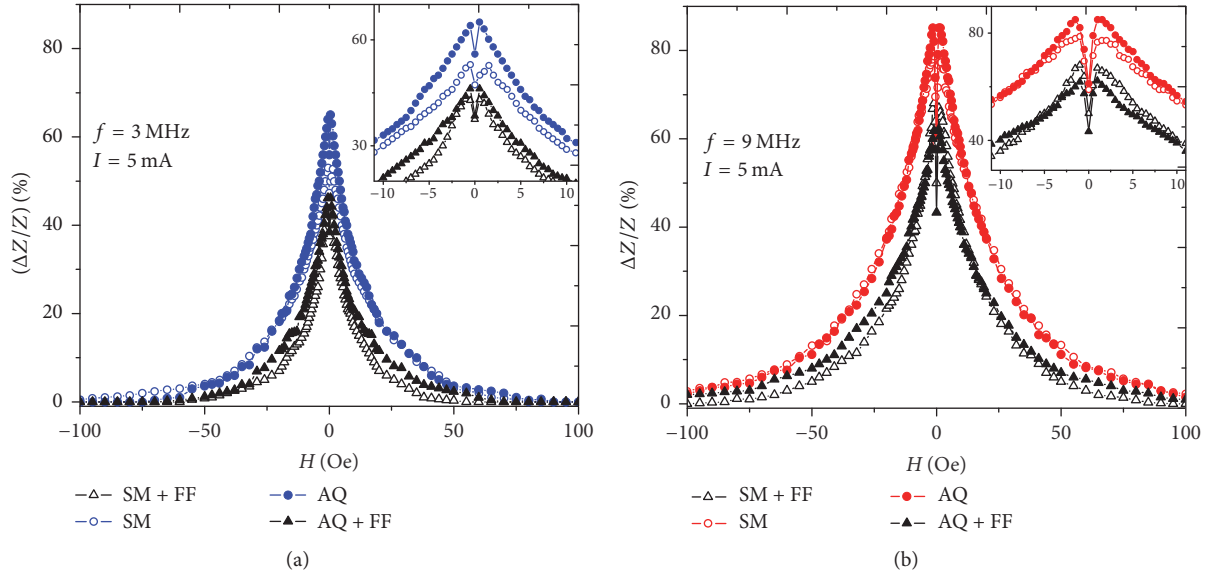 (ΔZ/Z) (%)
80
60
40
20
0
f = 3 MHz
I = 5 mA
60
30
−10 −5 0 5 10
−100 −50 0 50 100
H (Oe)
SM + FF AQ
SM AQ + FF
(a)
ΔZ/Z (%)
80
60
40
20
0
f = 9 MHz
I = 5 mA
80
40
−10 −5 0 5 10
−100 −50 0 50 100
H (Oe)
SM + FF AQ
SM AQ + FF
(b)